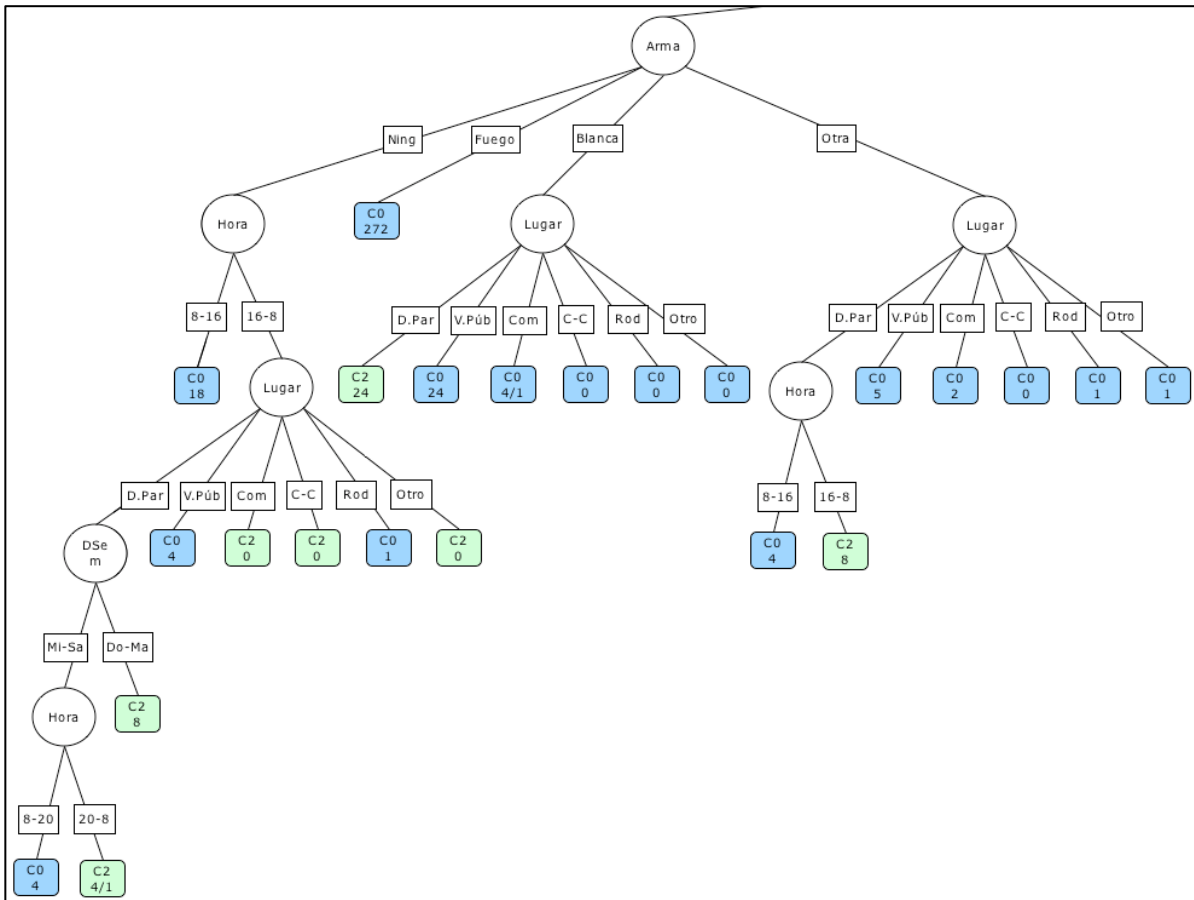 Arma
Ning
Fuego
Blanca
Otra
Hora
C0
272
Lugar
Lugar
8-16
16-8
D.Par
V.Púb
Com
C-C
Rod
Otro
D.Par
V.Púb
Com
C-C
Rod
Otro
C0
18
Lugar
C2
24
C0
24
C0
4/1
C0
0
C0
0
C0
0
Hora
C0
5
C0
2
C0
0
C0
1
C0
1
D.Par
V.Púb
Com
C-C
Rod
Otro
8-16
16-8
DSe
m
C0
4
C2
0
C2
0
C0
1
C2
0
C0
4
C2
8
Mi-Sa
Do-Ma
Hora
C2
8
8-20
20-8
C0
4
C2
4/1